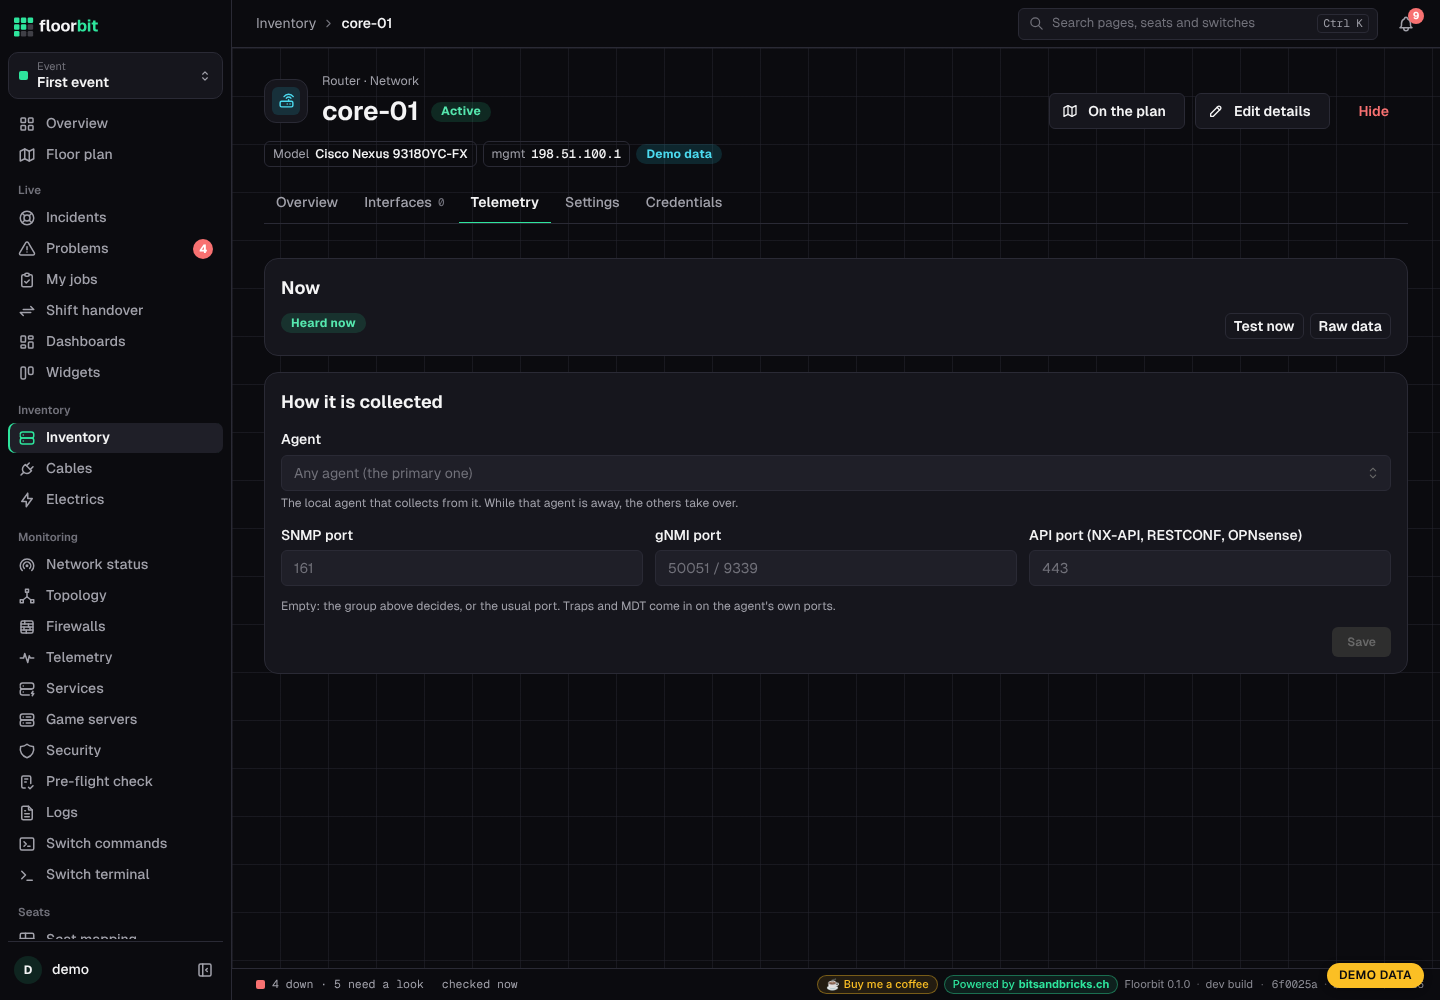 floorbit
Event
First event
Overview
Floor plan
Live
Incidents
Problems
4
My jobs
Shift handover
Dashboards
Widgets
Inventory
Inventory
Cables
Electrics
Monitoring
Network status
Topology
Firewalls
Telemetry
Services
Game servers
Security
Pre-flight check
Logs
Switch commands
Switch terminal
Seats
Seat mapping
D demo
Inventory > core-01
Search pages, seats and switches Ctrl K
9
Router · Network
core-01 Active
On the plan Edit details Hide
Model Cisco Nexus 93180YC-FX mgmt 198.51.100.1 Demo data
Overview Interfaces 0 Telemetry Settings Credentials
Now
Heard now
Test now Raw data
How it is collected
Agent
Any agent (the primary one)
The local agent that collects from it. While that agent is away, the others take over.
SNMP port gNMI port API port (NX-API, RESTCONF, OPNsense)
161 50051 / 9339 443
Empty: the group above decides, or the usual port. Traps and MDT come in on the agent's own ports.
Save
4 down · 5 need a look checked now
☕ Buy me a coffee Powered by bitsandbricks.ch Floorbit 0.1.0 · dev build · 6f0025a ·
DEMO DATA